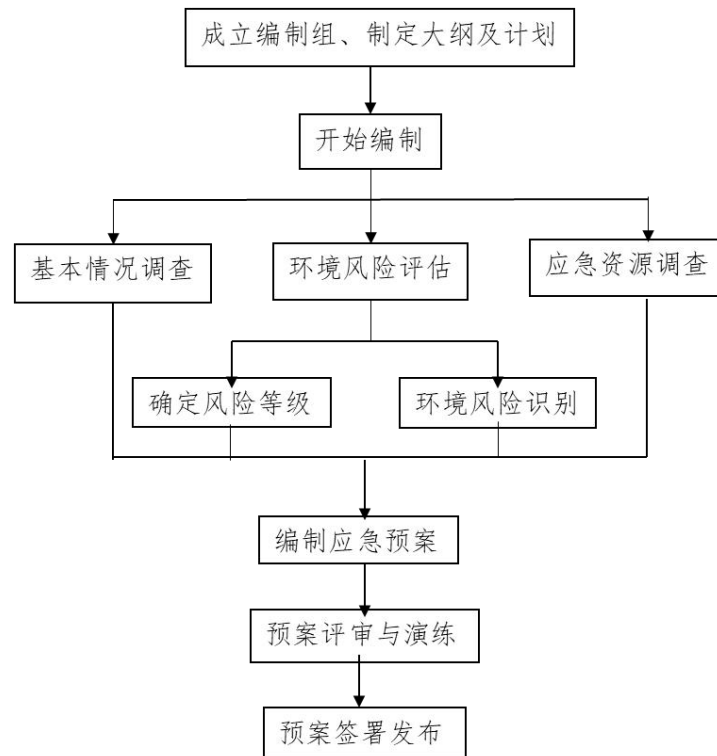 成立编制组、制定大纲及计划
开始编制
基本情况调查
环境风险评估
应急资源调查
确定风险等级
环境风险识别
编制应急预案
预案评审与演练
预案签署发布